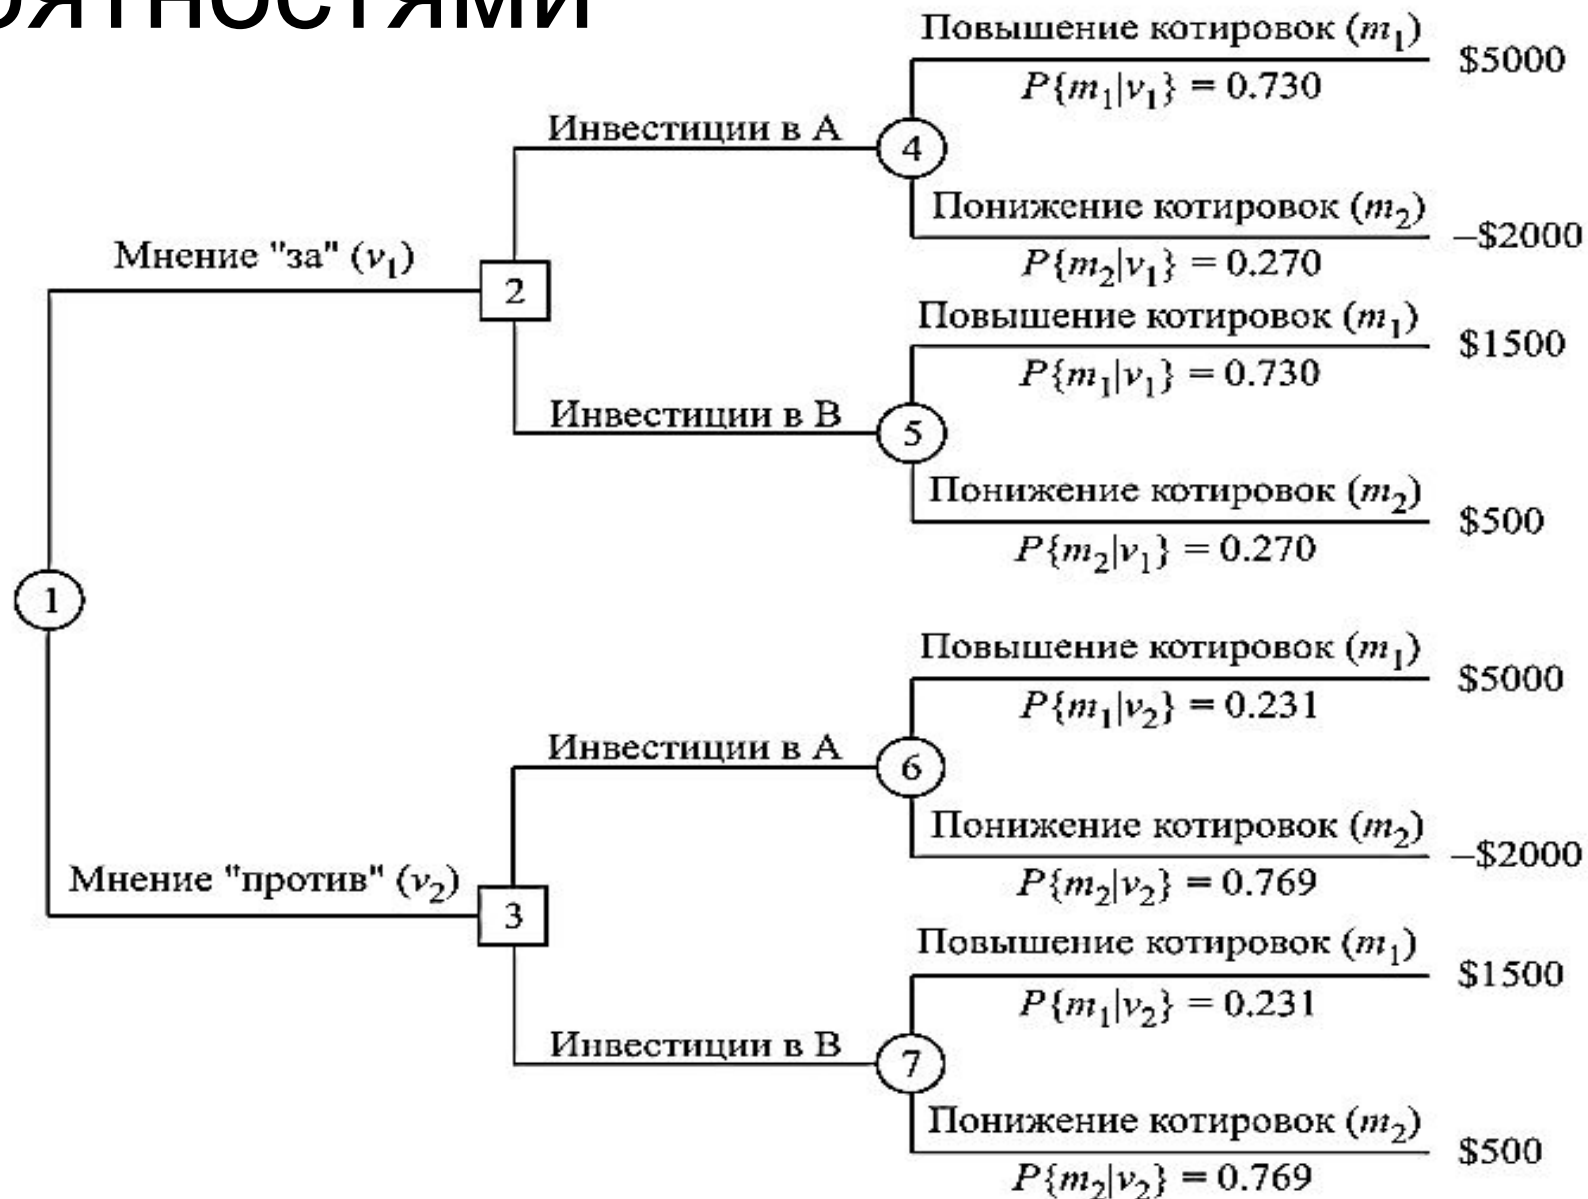 Повышение котировок (m₁)
$5000
P{m₁|v₁} = 0.730
Инвестиции в А
4
Понижение котировок (m₂)
–$2000
P{m₂|v₁} = 0.270
Мнение "за" (v₁)
2
Повышение котировок (m₁)
$1500
P{m₁|v₁} = 0.730
Инвестиции в В
5
Понижение котировок (m₂)
$500
P{m₂|v₁} = 0.270
1
Повышение котировок (m₁)
$5000
P{m₁|v₂} = 0.231
Инвестиции в А
6
Понижение котировок (m₂)
–$2000
P{m₂|v₂} = 0.769
Мнение "против" (v₂)
3
Повышение котировок (m₁)
$1500
P{m₁|v₂} = 0.231
Инвестиции в В
7
Понижение котировок (m₂)
$500
P{m₂|v₂} = 0.769